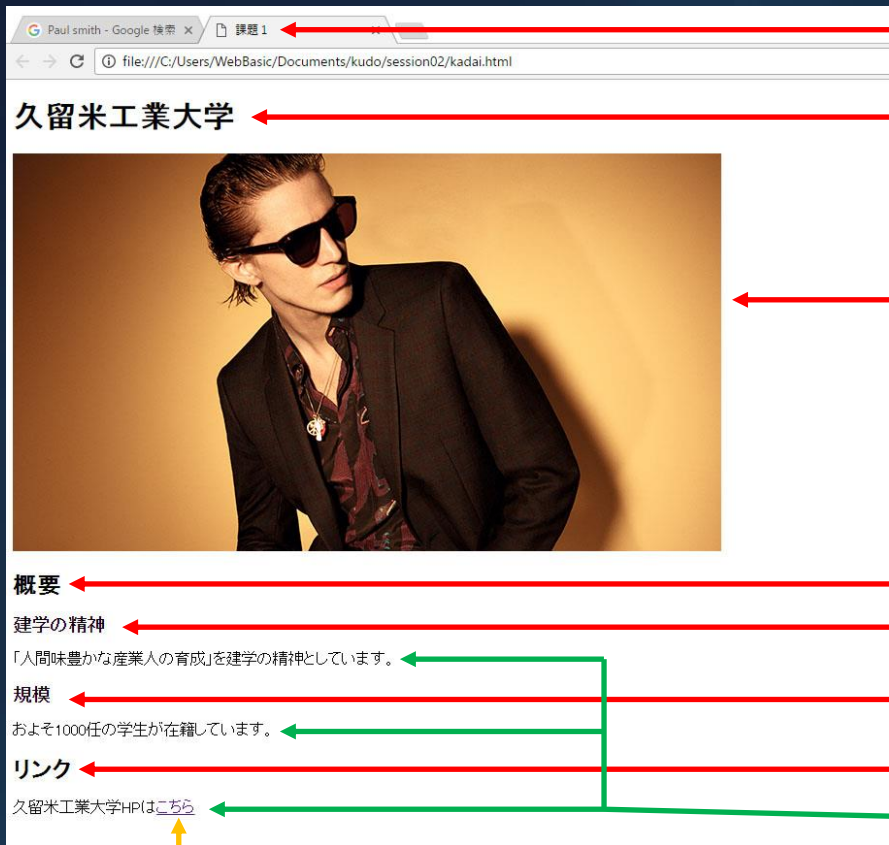 Paul smith - Google 検索
課題1
file:///C:/Users/WebBasic/Documents/kudo/session02/kadai.html
久留米工業大学
概要
建学の精神
「人間味豊かな産業人の育成」を建学の精神としています。
規模
およそ1000任の学生が在籍しています。
リンク
久留米工業大学HPはこちら